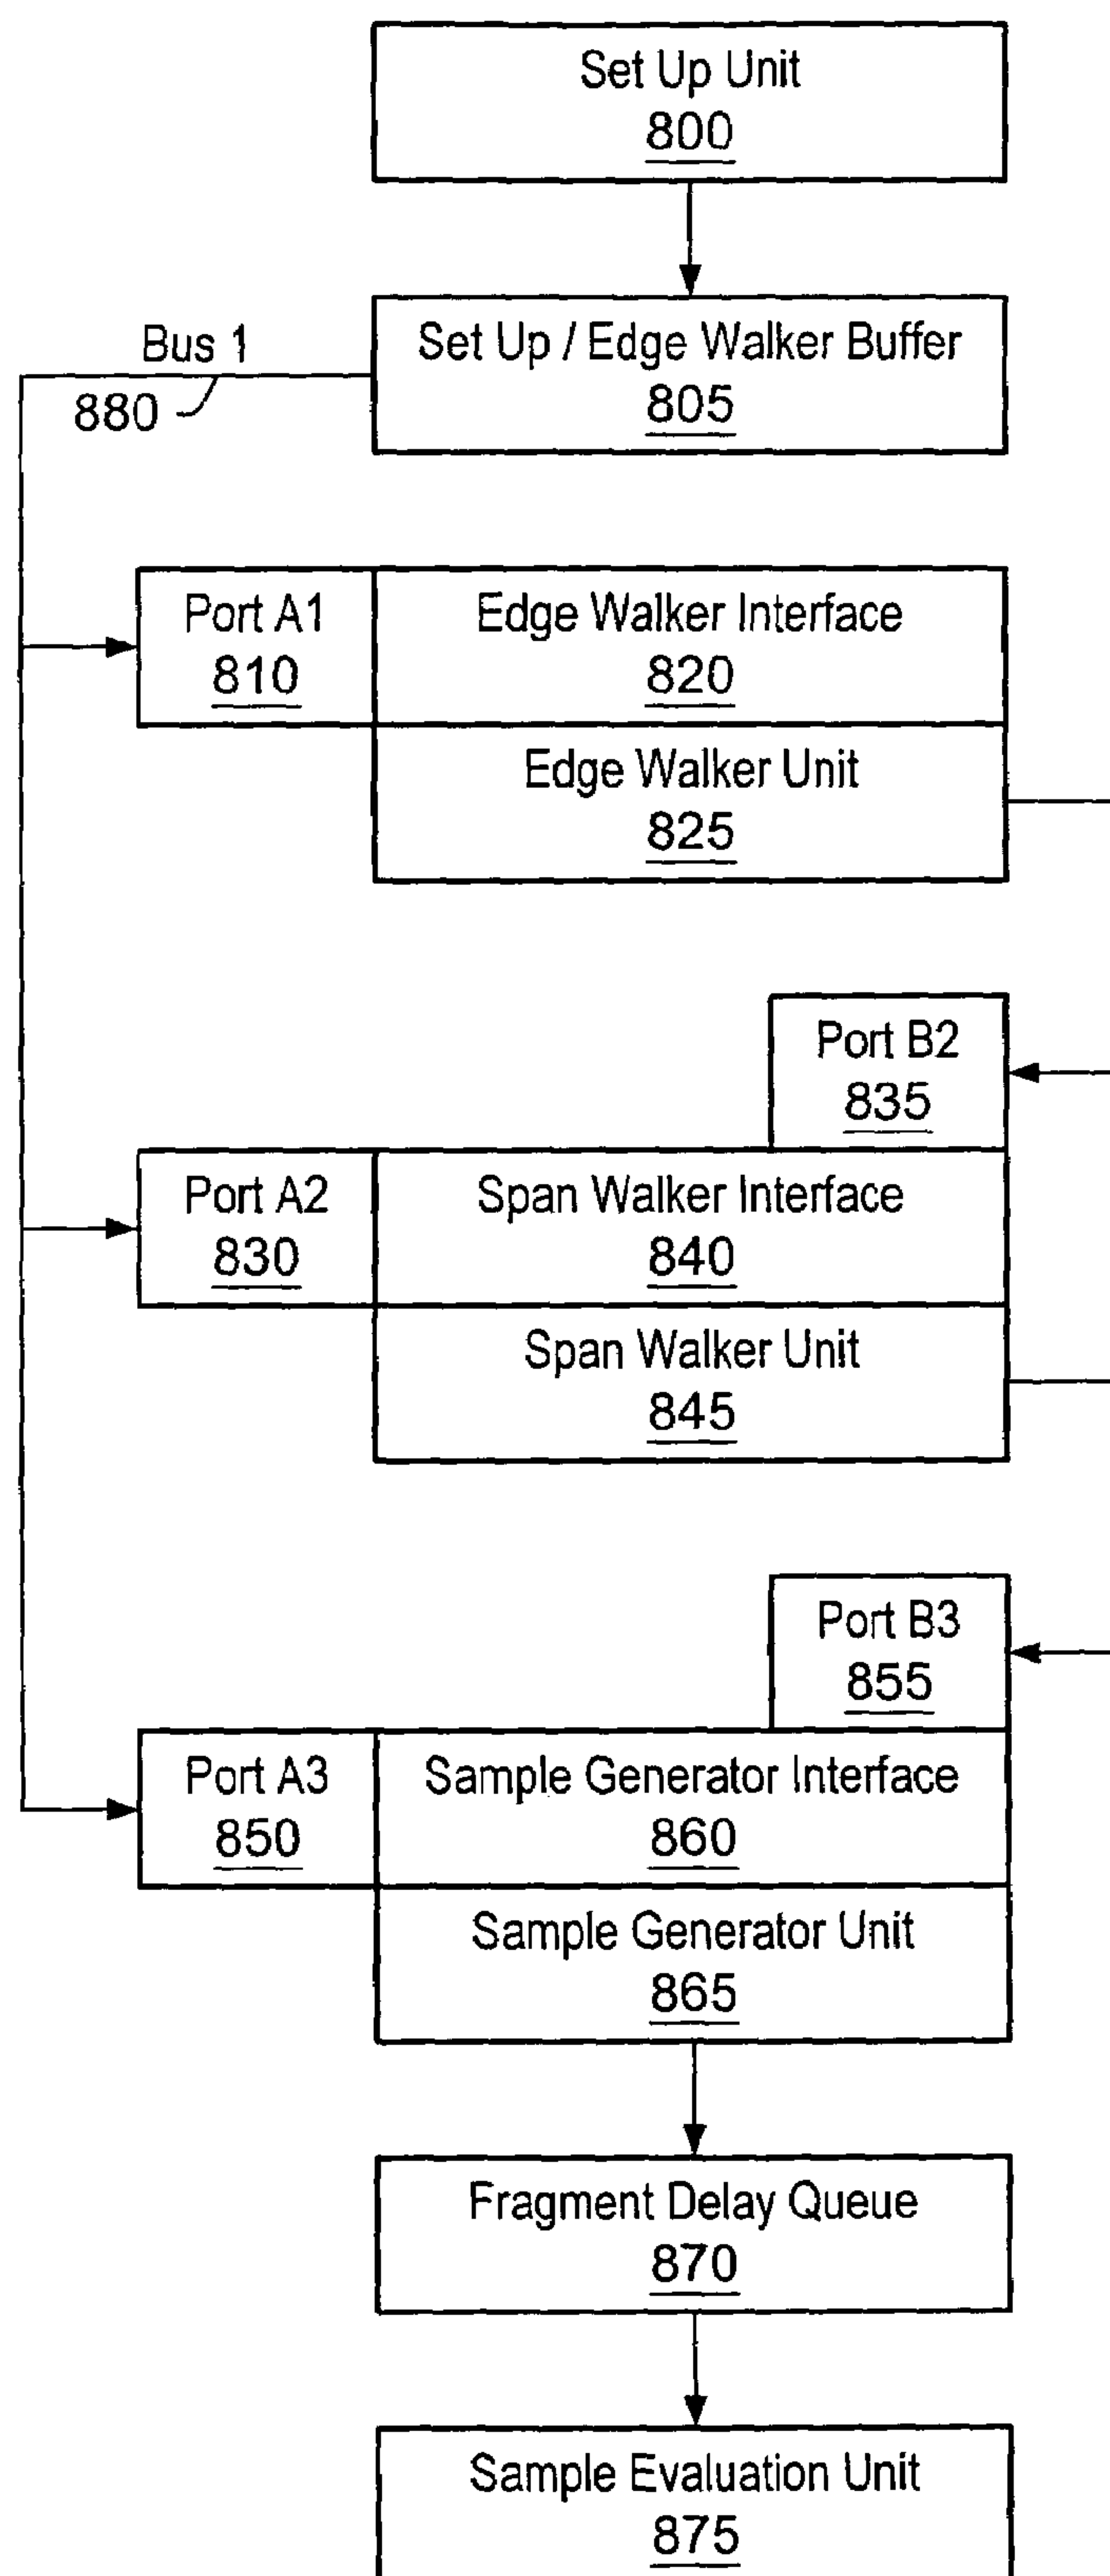 Set Up Unit
800
Bus 1
880
Set Up / Edge Walker Buffer
805
Port A1
810
Edge Walker Interface
820
Edge Walker Unit
825
Port B2
835
Port A2
830
Span Walker Interface
840
Span Walker Unit
845
Port B3
855
Port A3
850
Sample Generator Interface
860
Sample Generator Unit
865
Fragment Delay Queue
870
Sample Evaluation Unit
875